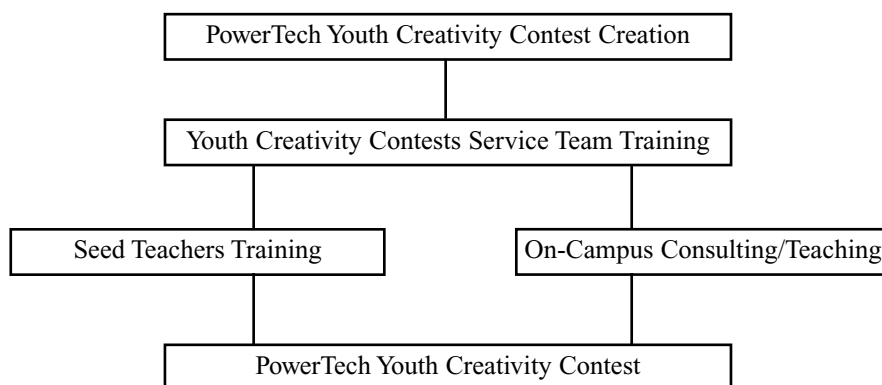 PowerTech Youth Creativity Contest Creation
Youth Creativity Contests Service Team Training
Seed Teachers Training
On-Campus Consulting/Teaching
PowerTech Youth Creativity Contest